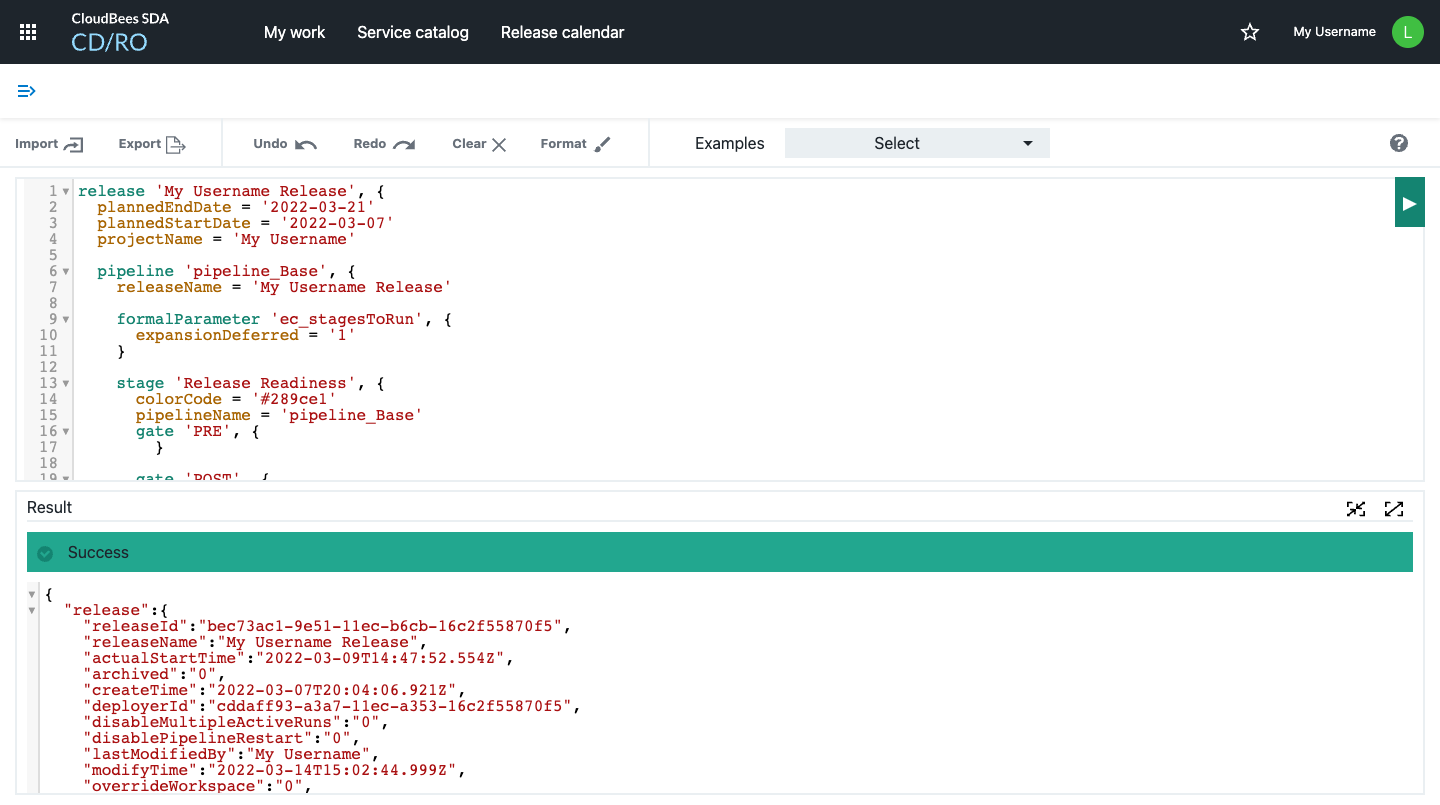 CloudBees SDA
CD/RO
My work
Service catalog
Release calendar
My Username
L
Import
Export
Undo
Redo
Clear
Format
Examples
Select
?
1 release 'My Username Release', {
2 plannedEndDate = '2022-03-21'
3 plannedStartDate = '2022-03-07'
4 projectName = 'My Username'
5
6 pipeline 'pipeline_Base', {
7 releaseName = 'My Username Release'
8
9 formalParameter 'ec_stagesToRun', {
10 expansionDeferred = '1'
11 }
12
13 stage 'Release Readiness', {
14 colorCode = '#289ce1'
15 pipelineName = 'pipeline_Base'
16 gate 'PRE', {
17 }
18
19 gate 'POST', {
Result
Success
{
"release":{
"releaseId":"bec73ac1-9e51-11ec-b6cb-16c2f55870f5",
"releaseName":"My Username Release",
"actualStartTime":"2022-03-09T14:47:52.554Z",
"archived":"0",
"createTime":"2022-03-07T20:04:06.921Z",
"deployerId":"cddaff93-a3a7-11ec-a353-16c2f55870f5",
"disableMultipleActiveRuns":"0",
"disablePipelineRestart":"0",
"lastModifiedBy":"My Username",
"modifyTime":"2022-03-14T15:02:44.999Z",
"overrideWorkspace":"0",